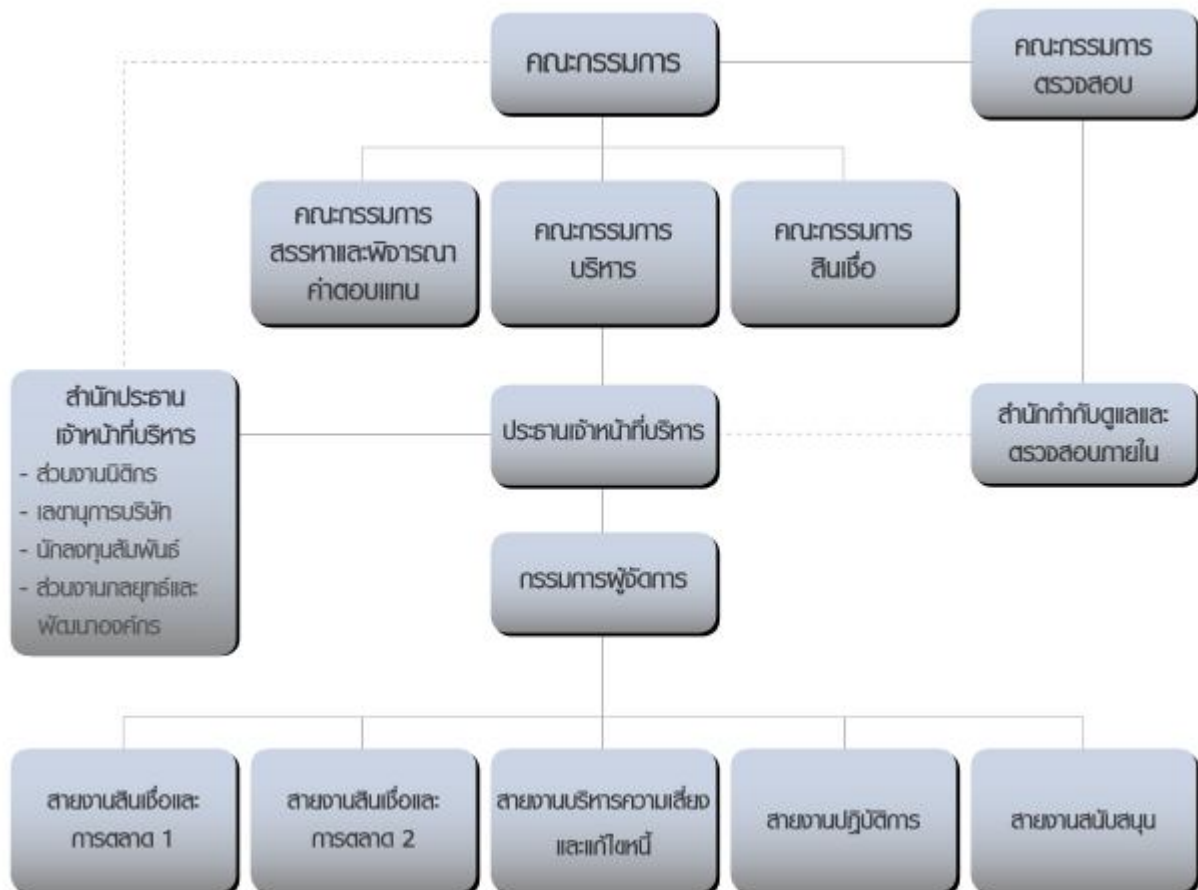 คณะกรรมการ
คณะกรรมการ
ตรวจสอบ
คณะกรรมการ
สรรหาและพิจารณา
ค่าตอบแทน
คณะกรรมการ
บริหาร
คณะกรรมการ
สินเชื่อ
สำนักประธาน
เจ้าหน้าที่บริหาร
- ส่วนงานนิติกร
- เลขานุการบริษัท
- นักลงทุนสัมพันธ์
- ส่วนงานกลยุทธ์และ
พัฒนาองค์กร
ประธานเจ้าหน้าที่บริหาร
สำนักกำกับดูแลและ
ตรวจสอบภายใน
กรรมการผู้จัดการ
สายงานสินเชื่อและ
การตลาด 1
สายงานสินเชื่อและ
การตลาด 2
สายงานบริหารความเสี่ยง
และแก้ไขหนี้
สายงานปฏิบัติการ
สายงานสนับสนุน